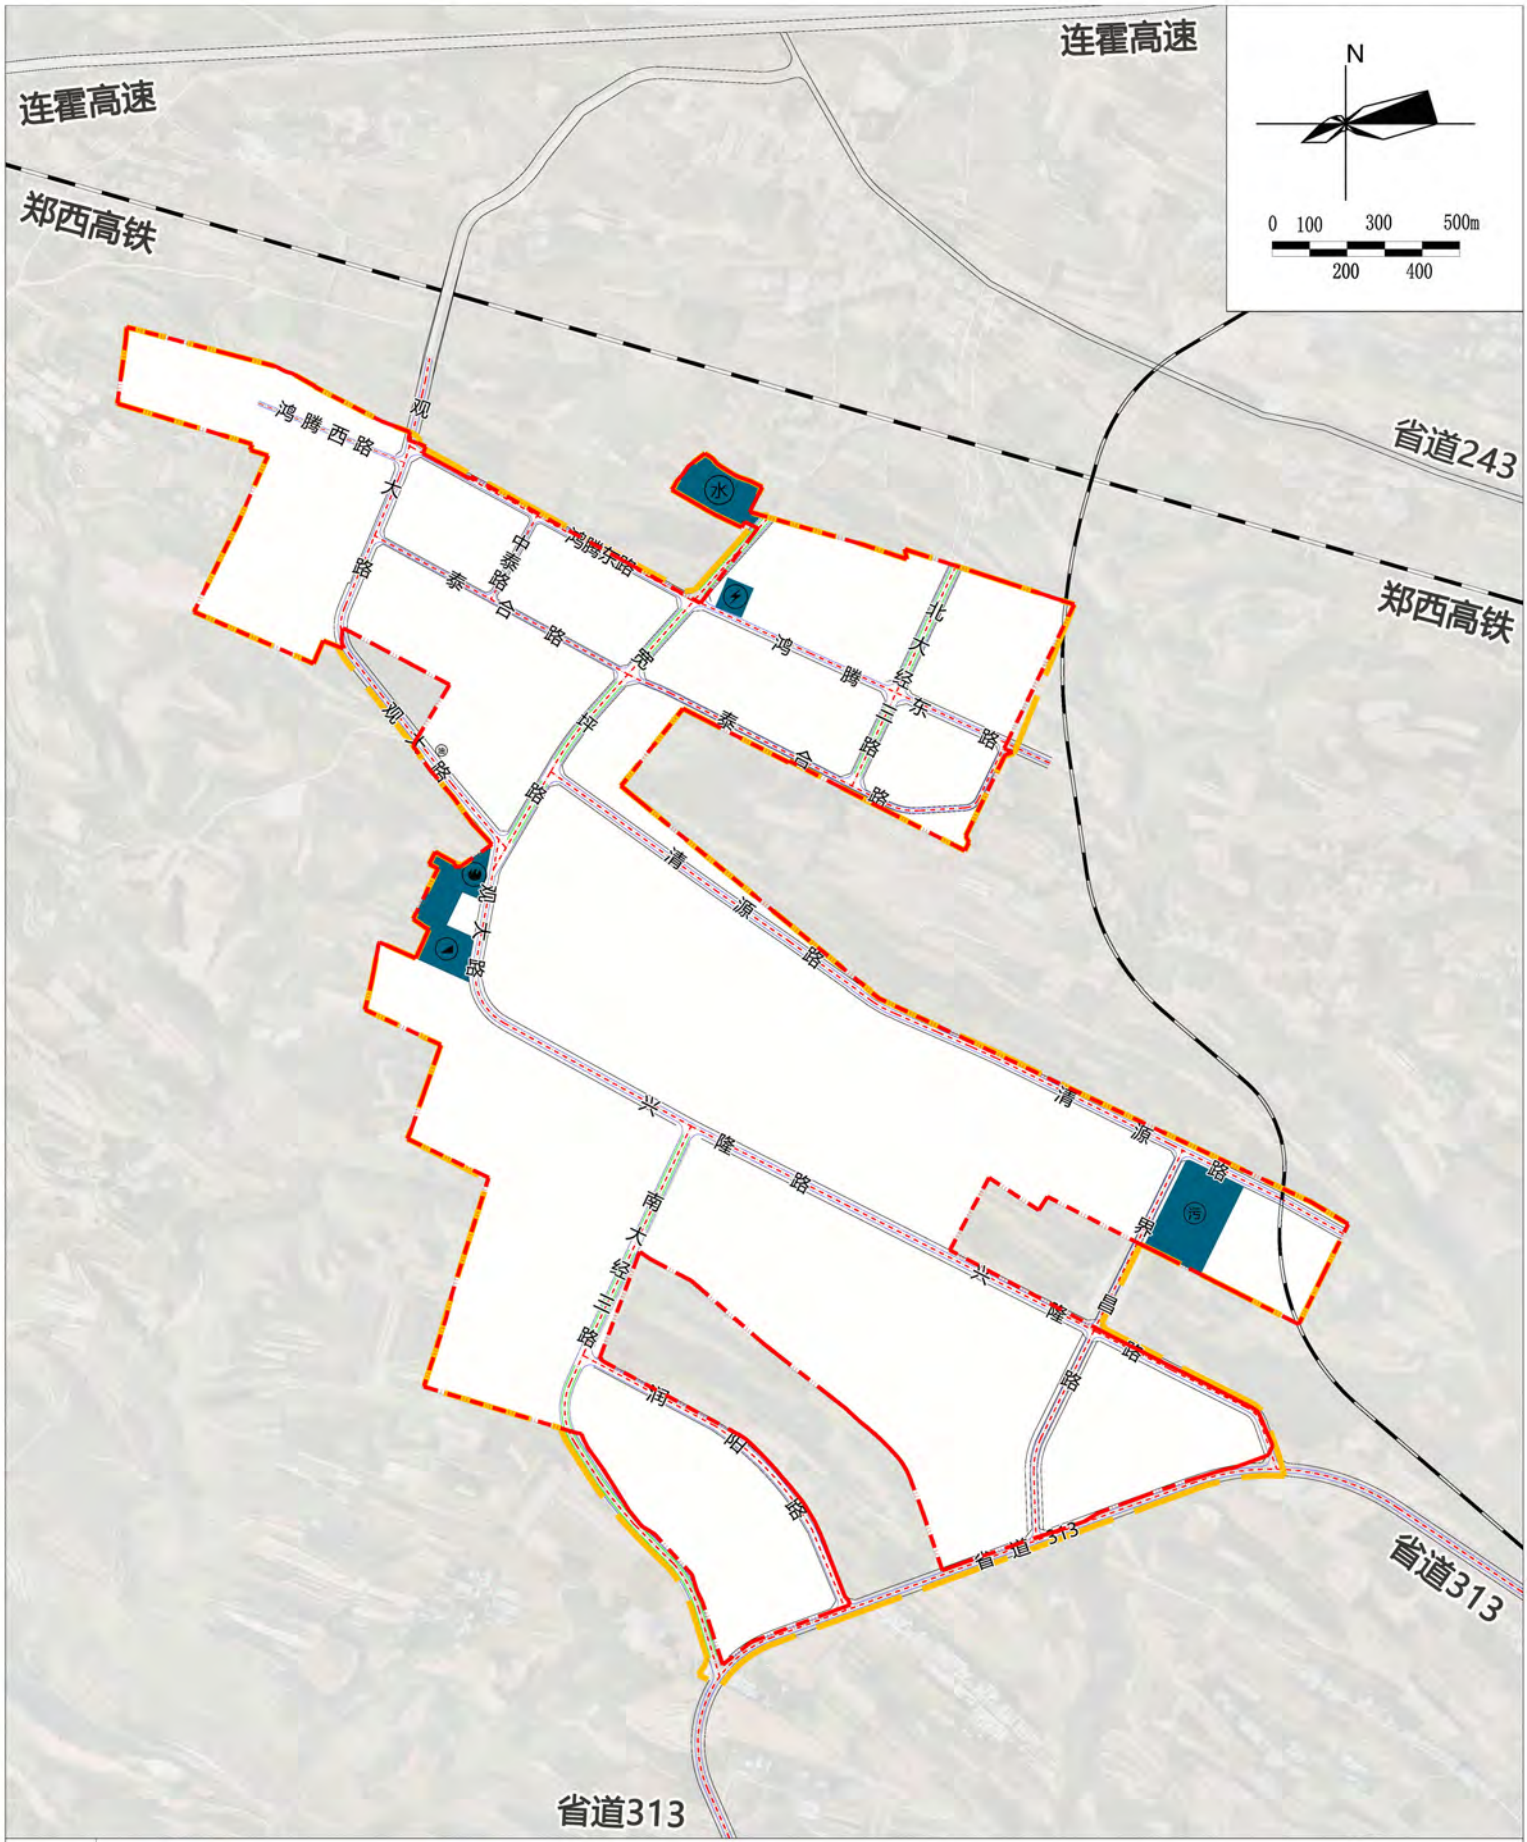 连霍高速
连霍高速
N
0 100 300 500m
200 400
郑西高铁
省道243
郑西高铁
鸿腾西路
观大路
水
中泰路
鸿腾东路
泰合路
宽坪路
鸿腾东路
北大经三路
泰合路
观大路
清源路
观大路
清源路
兴隆路
南大经三路
污
界昌路
兴隆路
润阳路
省道313
省道313
省道313